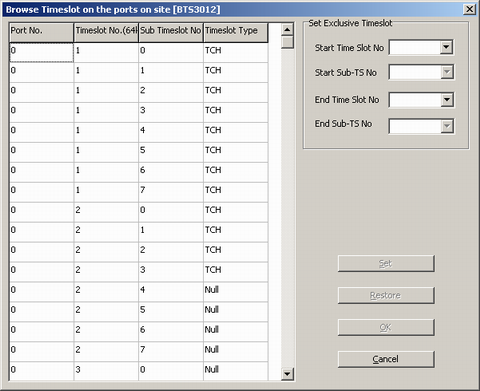 Browse Timeslot on the ports on site [BTS3012]
Port No. Timeslot No.(64K Sub Timeslot No Timeslot Type
0 1 0 TCH
0 1 1 TCH
0 1 2 TCH
0 1 3 TCH
0 1 4 TCH
0 1 5 TCH
0 1 6 TCH
0 1 7 TCH
0 2 0 TCH
0 2 1 TCH
0 2 2 TCH
0 2 3 TCH
0 2 4 Null
0 2 5 Null
0 2 6 Null
0 2 7 Null
0 3 0 Null
Set Exclusive Timeslot
Start Time Slot No
Start Sub-TS No
End Time Slot No
End Sub-TS No
Set
Restore
OK
Cancel